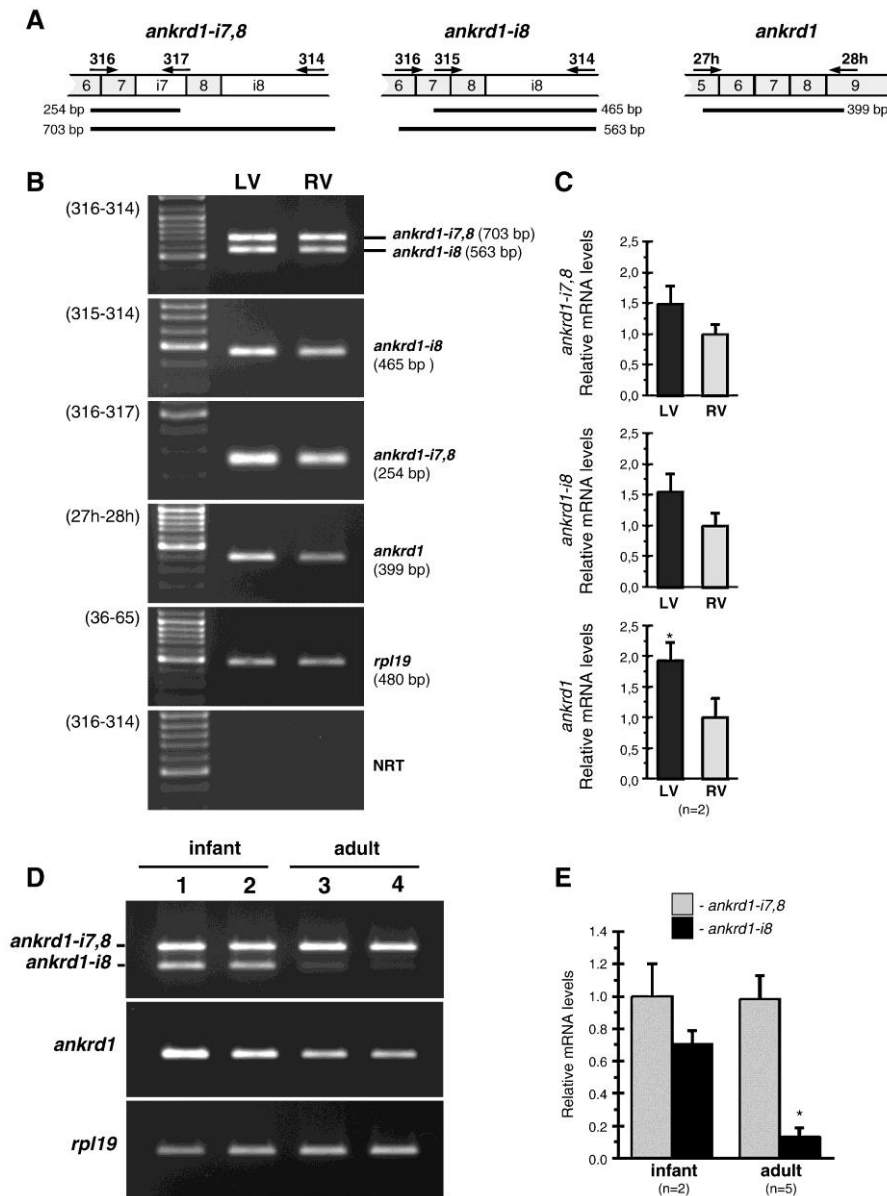 A
ankrd1-i7,8
ankrd1-i8
ankrd1
316 317 314
6 7 i7 8 i8
254 bp
703 bp
316 315 314
6 7 8 i8
465 bp
563 bp
27h 28h
5 6 7 8 9
399 bp
B
LV RV
(316-314)
ankrd1-i7,8 (703 bp)
ankrd1-i8 (563 bp)
(315-314)
ankrd1-i8
(465 bp )
(316-317)
ankrd1-i7,8
(254 bp)
(27h-28h)
ankrd1
(399 bp)
(36-65)
rpl19
(480 bp)
(316-314)
NRT
C
ankrd1-i7,8
Relative mRNA levels
2,5
2,0
1,5
1,0
0,5
0,0
LV RV
ankrd1-i8
Relative mRNA levels
2,5
2,0
1,5
1,0
0,5
0,0
LV RV
ankrd1
Relative mRNA levels
2,5
2,0
1,5
1,0
0,5
0,0
*
LV RV
(n=2)
D
infant adult
1 2 3 4
ankrd1-i7,8
ankrd1-i8
ankrd1
rpl19
E
- ankrd1-i7,8
- ankrd1-i8
Relative mRNA levels
1.4
1.2
1.0
0.8
0.6
0.4
0.2
0.0
*
infant adult
(n=2) (n=5)